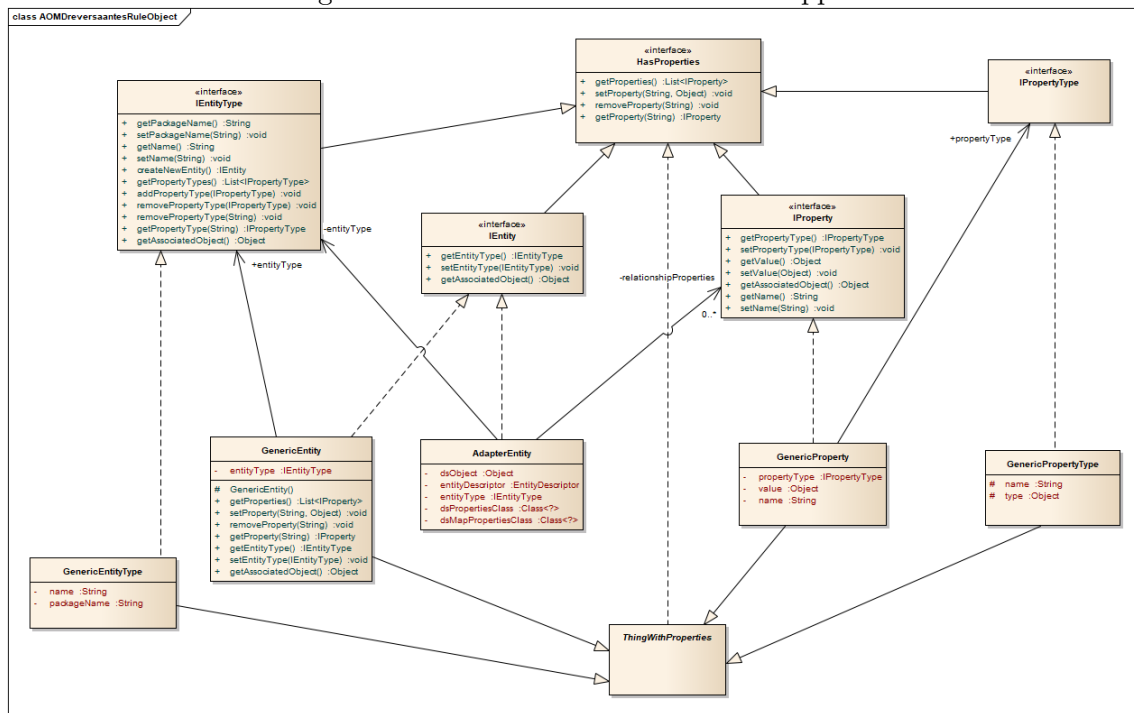 class AOMDreversaantesRuleObject
«interface»
HasProperties
+ getProperties() :List<IProperty>
+ setProperty(String, Object) :void
+ removeProperty(String) :void
+ getProperty(String) :IProperty
«interface»
IPropertyType
«interface»
IEntityType
+ getPackageName() :String
+ setPackageName(String) :void
+ getName() :String
+ setName(String) :void
+ createNewEntity() :IEntity
+ getPropertyTypes() :List<IPropertyType>
+ addPropertyType(IPropertyType) :void
+ removePropertyType(IPropertyType) :void
+ removePropertyType(String) :void
+ getPropertyType(String) :IPropertyType
+ getAssociatedObject() :Object
+propertyType
«interface»
IEntity
+ getEntityType() :IEntityType
+ setEntityType(IEntityType) :void
+ getAssociatedObject() :Object
«interface»
IProperty
+ getPropertyType() :IPropertyType
+ setPropertyType(IPropertyType) :void
+ getValue() :Object
+ setValue(Object) :void
+ getAssociatedObject() :Object
+ getName() :String
+ setName(String) :void
-entityType
+entityType
-relationshipProperties
0..*
GenericEntity
- entityType :IEntityType
# GenericEntity()
+ getProperties() :List<IProperty>
+ setProperty(String, Object) :void
+ removeProperty(String) :void
+ getProperty(String) :IProperty
+ getEntityType() :IEntityType
+ setEntityType(IEntityType) :void
+ getAssociatedObject() :Object
AdapterEntity
- dsObject :Object
- entityDescriptor :EntityDescriptor
- entityType :IEntityType
- dsPropertiesClass :Class<?>
- dsMapPropertiesClass :Class<?>
GenericProperty
- propertyType :IPropertyType
- value :Object
- name :String
GenericPropertyType
# name :String
# type :Object
GenericEntityType
- name :String
- packageName :String
ThingWithProperties